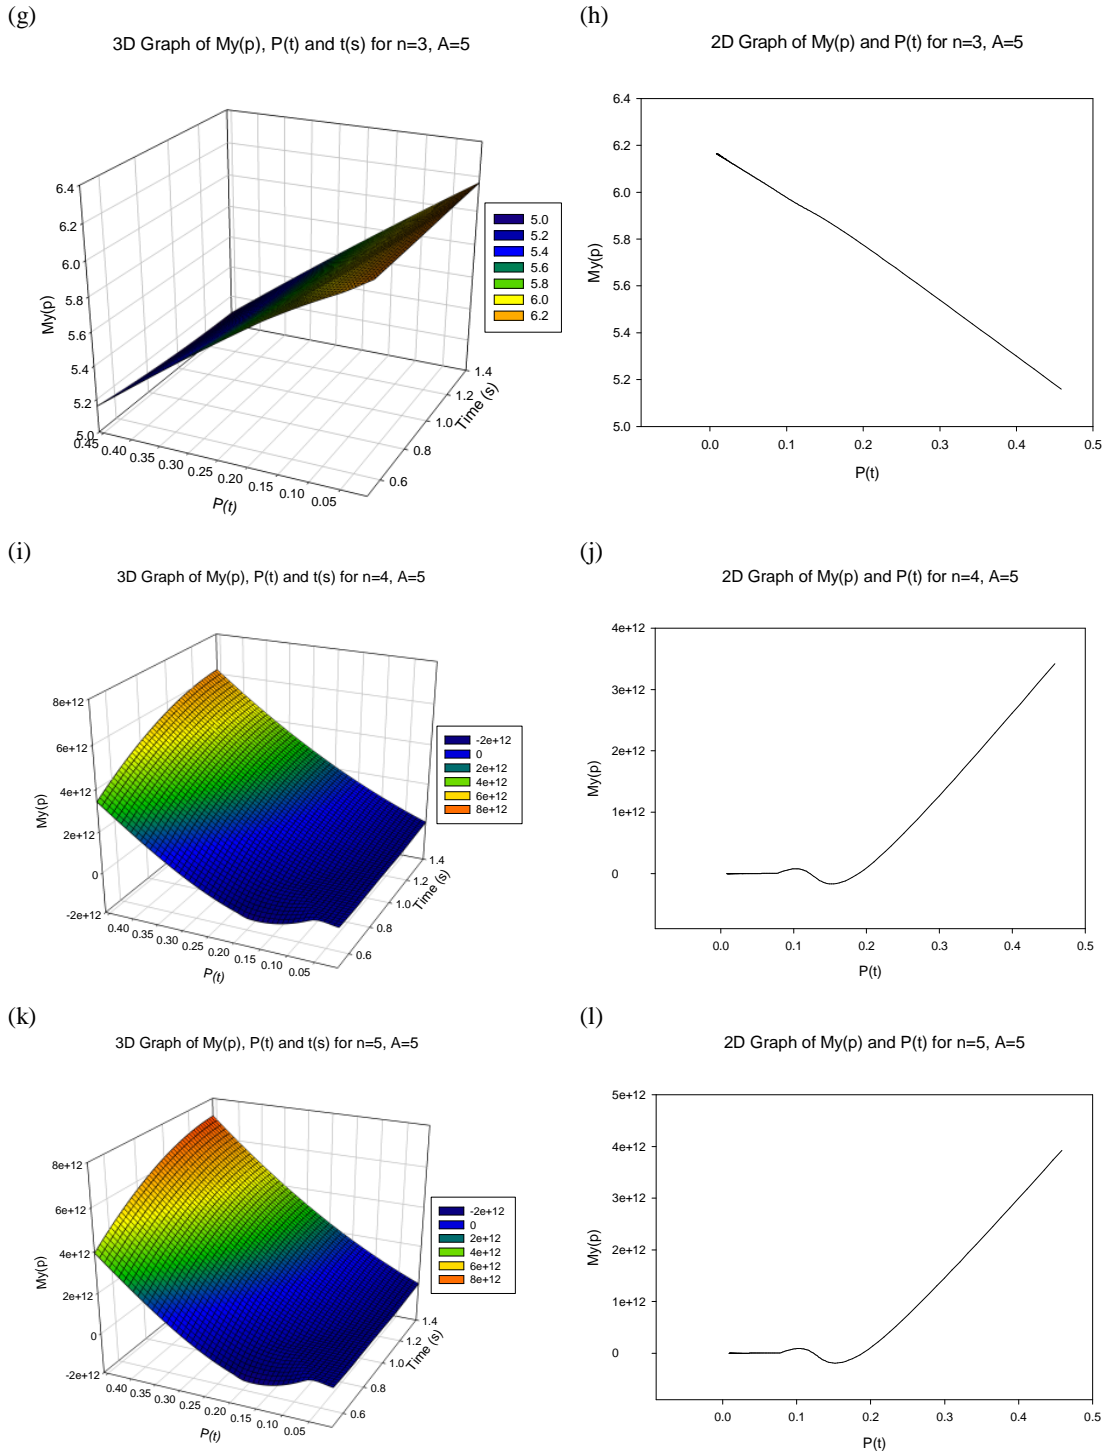 (g)
3D Graph of My(p), P(t) and t(s) for n=3, A=5
6.4
6.2
6.0
5.8
5.6
5.4
5.2
5.0
My(p)
0.45
0.40
0.35
0.30
0.25
0.20
0.15
0.10
0.05
P(t)
0.6
0.8
1.0
1.2
1.4
Time (s)
5.0
5.2
5.4
5.6
5.8
6.0
6.2
(h)
2D Graph of My(p) and P(t) for n=3, A=5
6.4
6.2
6.0
5.8
5.6
5.4
5.2
5.0
My(p)
0.0 0.1 0.2 0.3 0.4 0.5
P(t)
(i)
3D Graph of My(p), P(t) and t(s) for n=4, A=5
8e+12
6e+12
4e+12
2e+12
0
-2e+12
My(p)
0.40
0.35
0.30
0.25
0.20
0.15
0.10
0.05
P(t)
0.6
0.8
1.0
1.2
1.4
Time (s)
-2e+12
0
2e+12
4e+12
6e+12
8e+12
(j)
2D Graph of My(p) and P(t) for n=4, A=5
4e+12
3e+12
2e+12
1e+12
0
My(p)
0.0 0.1 0.2 0.3 0.4 0.5
P(t)
(k)
3D Graph of My(p), P(t) and t(s) for n=5, A=5
8e+12
6e+12
4e+12
2e+12
0
-2e+12
My(p)
0.40
0.35
0.30
0.25
0.20
0.15
0.10
0.05
P(t)
0.6
0.8
1.0
1.2
1.4
Time (s)
-2e+12
0
2e+12
4e+12
6e+12
8e+12
(l)
2D Graph of My(p) and P(t) for n=5, A=5
5e+12
4e+12
3e+12
2e+12
1e+12
0
My(p)
0.0 0.1 0.2 0.3 0.4 0.5
P(t)